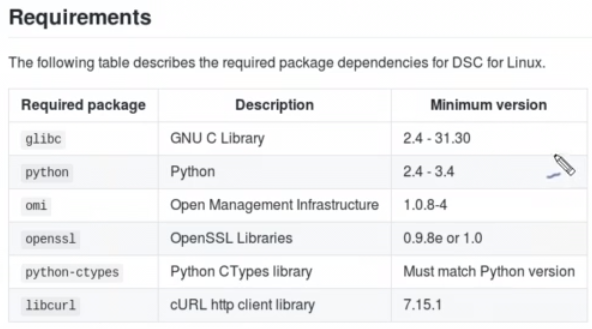 Requirements
The following table describes the required package dependencies for DSC for Linux.
Required package Description Minimum version
glibc GNU C Library 2.4 - 31.30
python Python 2.4 - 3.4
omi Open Management Infrastructure 1.0.8-4
openssl OpenSSL Libraries 0.9.8e or 1.0
python-ctypes Python CTypes library Must match Python version
libcurl cURL http client library 7.15.1